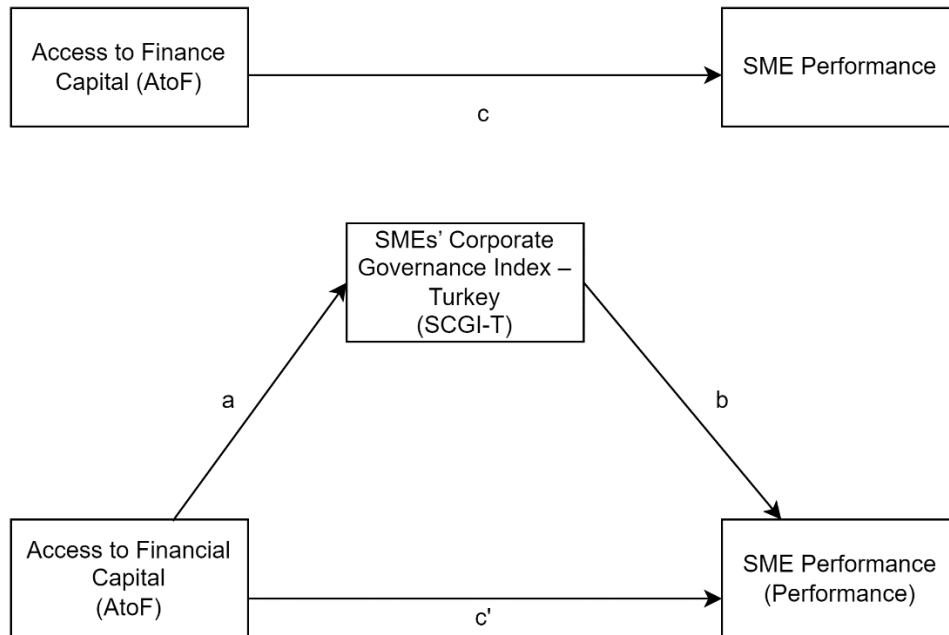 Access to Finance
Capital (AtoF)
SME Performance
c
SMEs’ Corporate
Governance Index –
Turkey
(SCGI-T)
a
b
Access to Financial
Capital
(AtoF)
SME Performance
(Performance)
c'